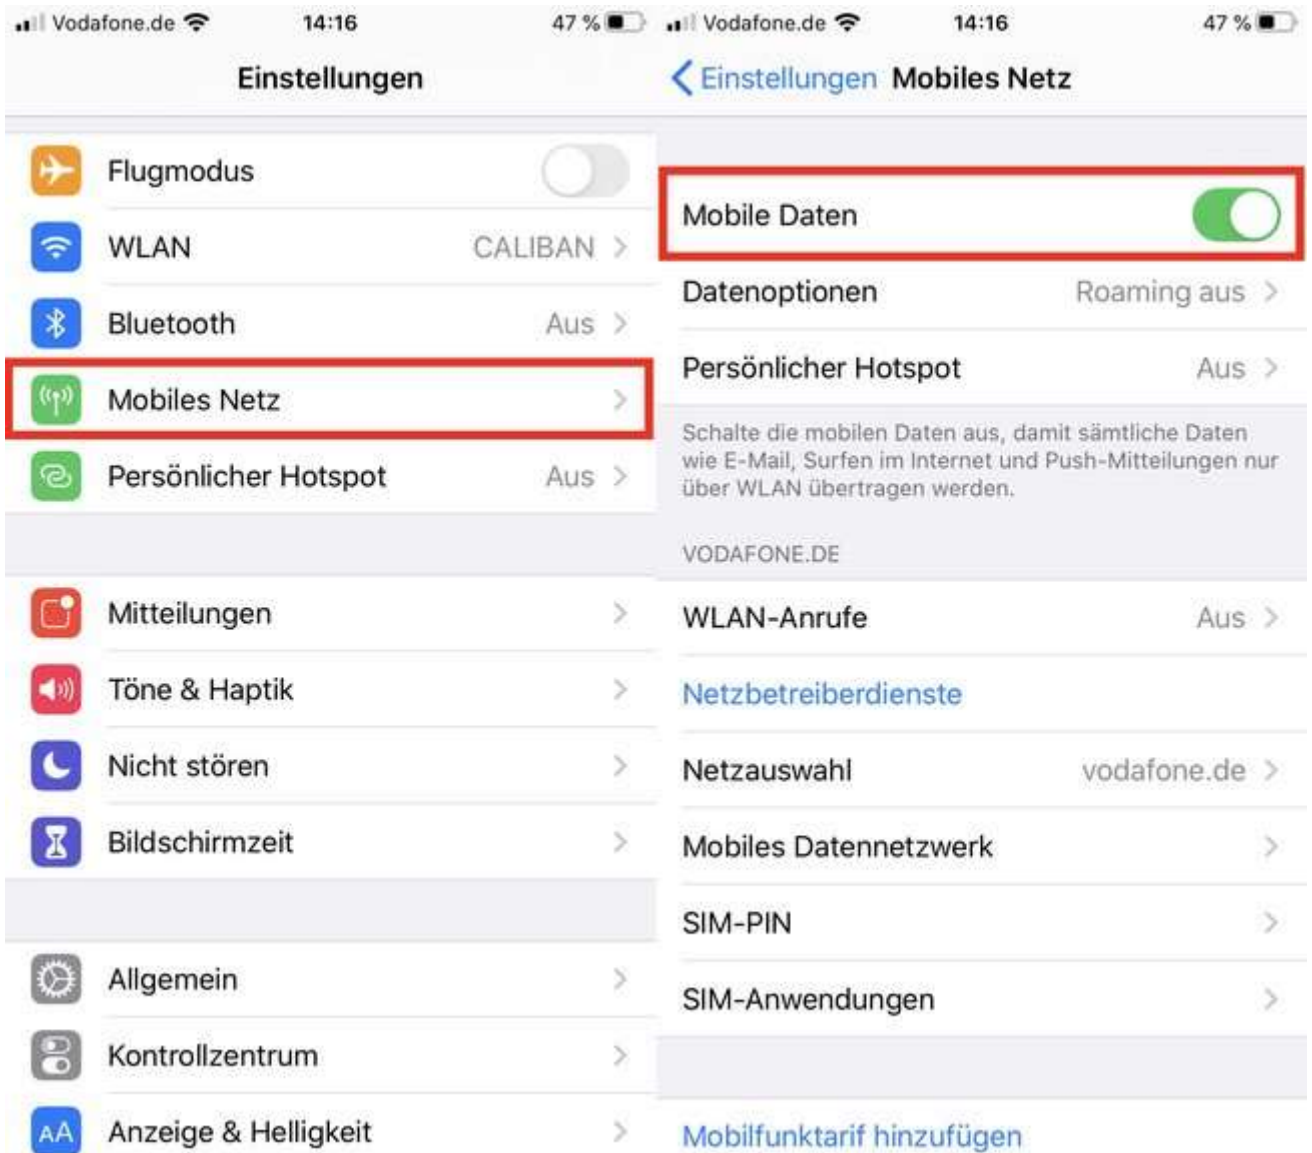 Vodafone.de 14:16 47 %
Einstellungen
Flugmodus
WLAN CALIBAN
Bluetooth Aus
Mobiles Netz
Persönlicher Hotspot Aus
Mitteilungen
Töne & Haptik
Nicht stören
Bildschirmzeit
Allgemein
Kontrollzentrum
AA Anzeige & Helligkeit
Vodafone.de 14:16 47 %
Einstellungen Mobiles Netz
Mobile Daten
Datenoptionen Roaming aus
Persönlicher Hotspot Aus
Schalte die mobilen Daten aus, damit sämtliche Daten
wie E-Mail, Surfen im Internet und Push-Mitteilungen nur
über WLAN übertragen werden.
VODAFONE.DE
WLAN-Anrufe Aus
Netzbetreiberdienste
Netzauswahl vodafone.de
Mobiles Datennetzwerk
SIM-PIN
SIM-Anwendungen
Mobilfunktarif hinzufügen